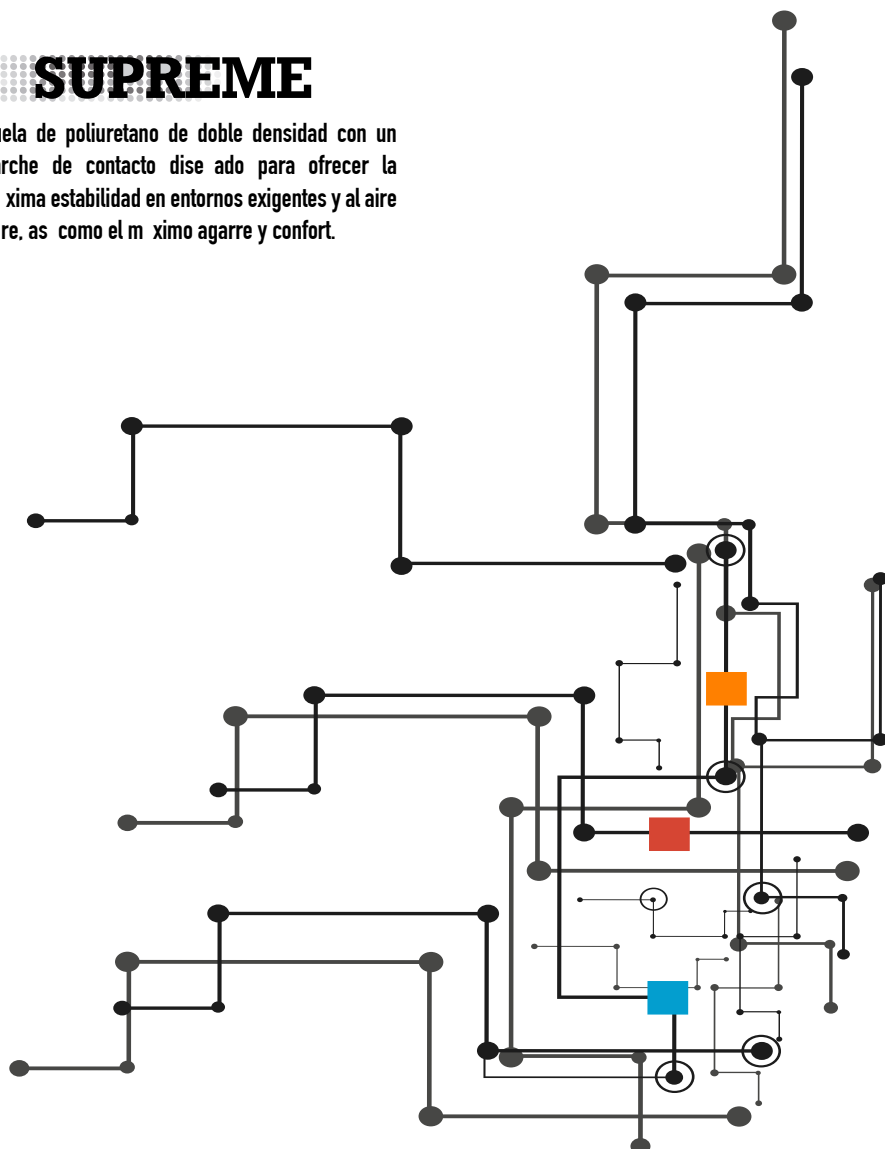 SUPREME
uela de poliuretano de doble densidad con un
arche de contacto dise ado para ofrecer la
xima estabilidad en entornos exigentes y al aire
re, as como el m ximo agarre y confort.